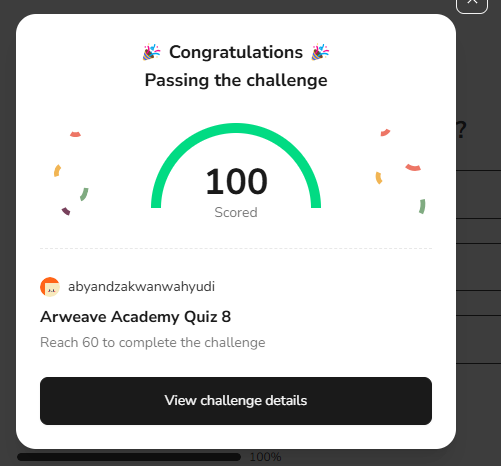 Congratulations
Passing the challenge
?
100
Scored
abyandzakwanwahyudi
Arweave Academy Quiz 8
Reach 60 to complete the challenge
View challenge details
100%